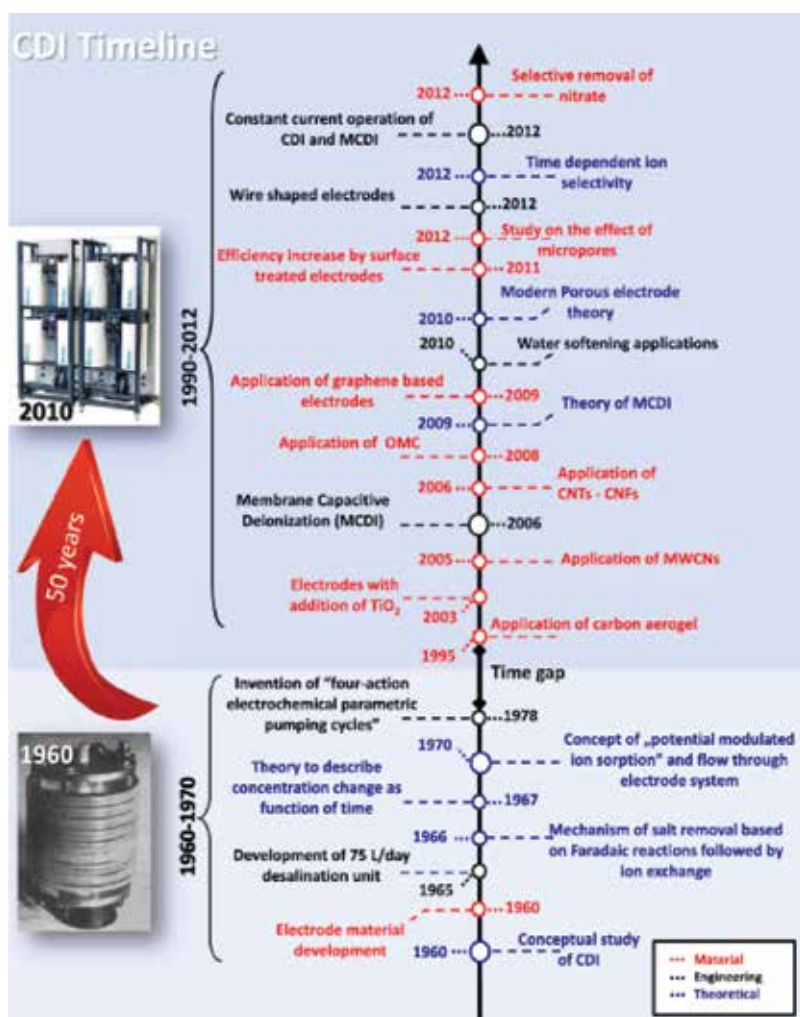 CDI Timeline
Selective removal of
nitrate
2012
Constant current operation of
CDI and MCDI
2012
Time dependent ion
selectivity
2012
Wire shaped electrodes
2012
2012
Study on the effect of
micropores
Efficiency increase by surface
treated electrodes
2011
Modern Porous electrode
theory
2010
2010
Water softening applications
2010
1990-2012
Application of graphene based
electrodes
2009
2009
Theory of MCDI
Application of OMC
2008
2006
Application of
CNTs - CNFs
Membrane Capacitive
Deionization (MCDI)
2006
50 years
2005
Application of MWCNs
Electrodes with
addition of TiO2
2003
Application of carbon aerogel
1995
Time gap
Invention of "four-action
electrochemical parametric
pumping cycles"
1978
1960
1970
Concept of „potential modulated
ion sorption" and flow through
electrode system
Theory to describe
concentration change as
function of time
1967
1960-1970
1966
Mechanism of salt removal based
on Faradaic reactions followed by
ion exchange
Development of 75 L/day
desalination unit
1965
1960
Electrode material
development
1960
Conceptual study
of CDI
Material
Engineering
Theoretical